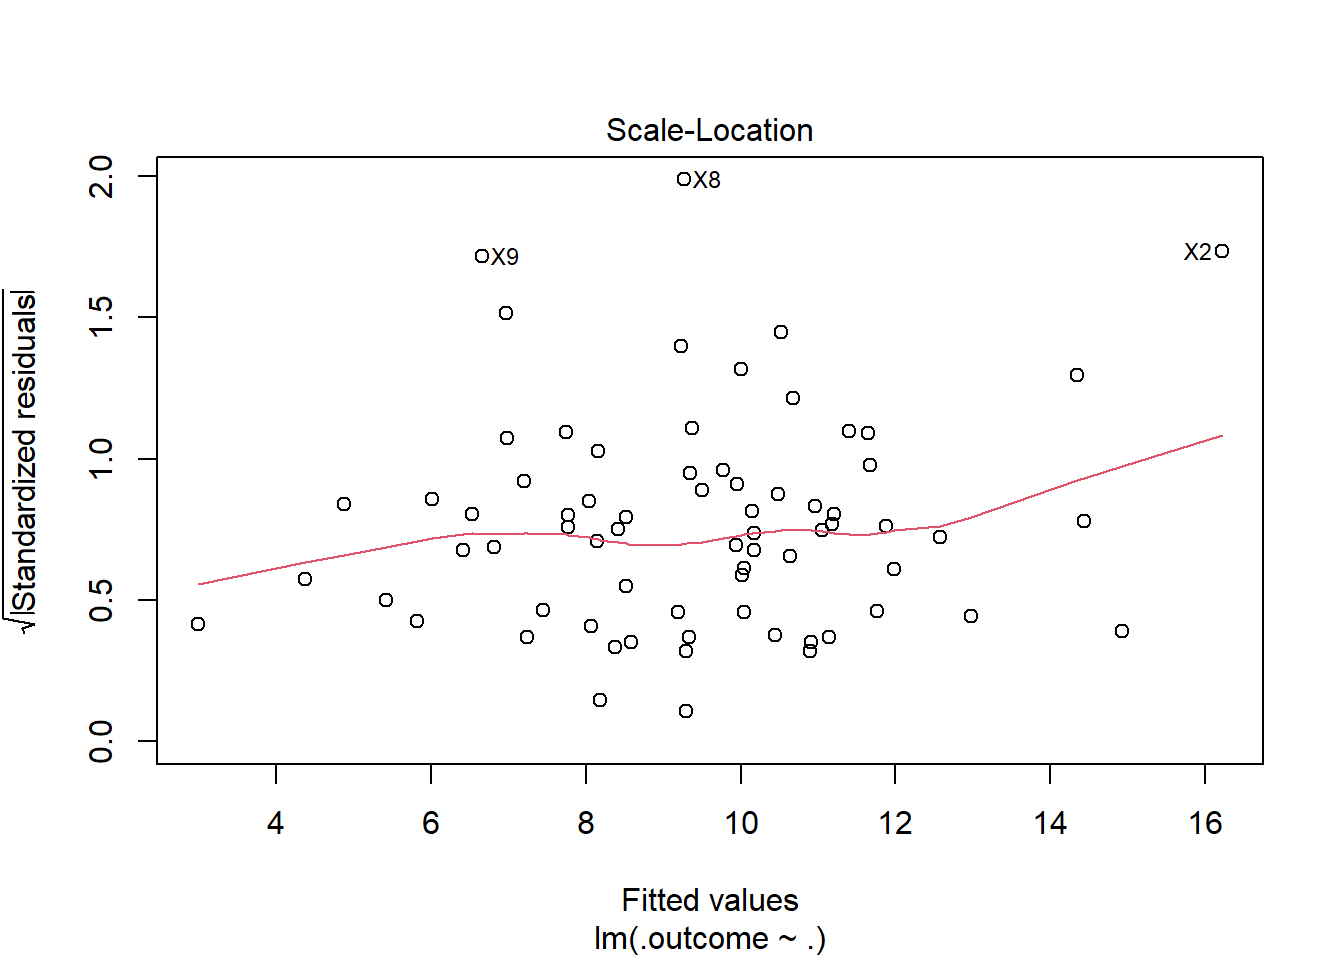 Scale-Location
√|Standardized residuals|
2.0
1.5
1.0
0.5
0.0
X8
X9
X2
4 6 8 10 12 14 16
Fitted values
lm(.outcome ~ .)